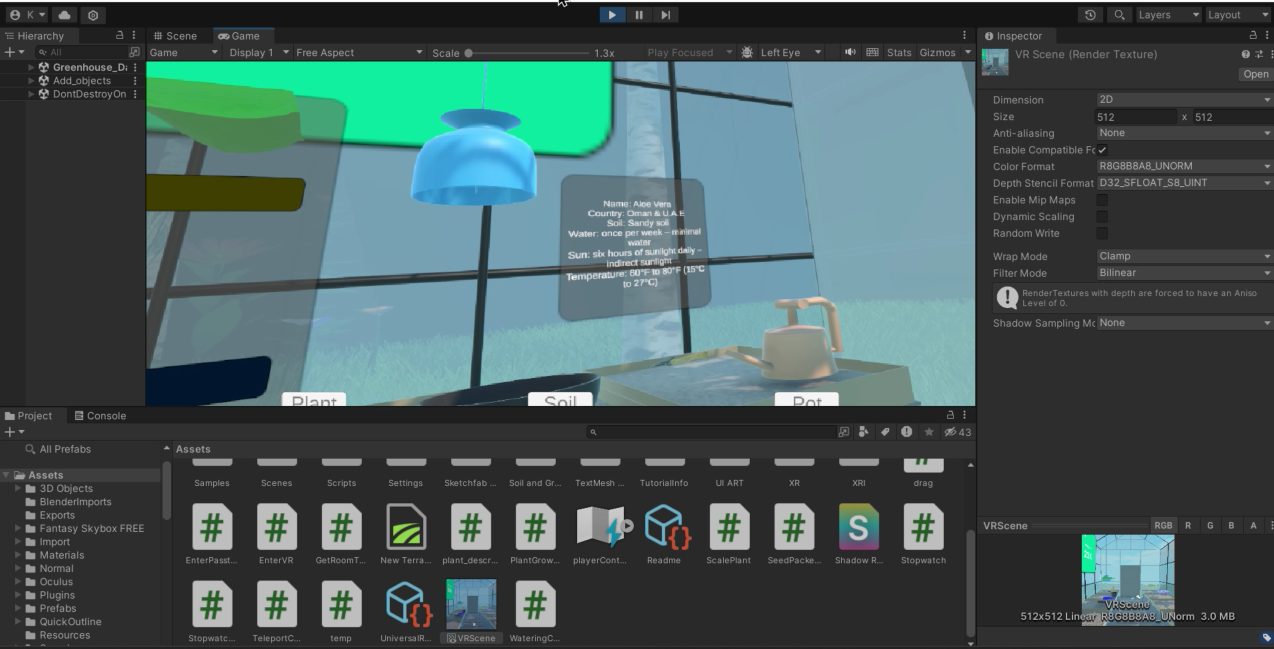 K
Layers
Layout
Hierarchy
Scene
Game
Inspector
All
Game
Display 1
Free Aspect
Scale
1.3x
Play Focused
Left Eye
Stats
Gizmos
Greenhouse_D
Add_objects
DontDestroyOn
VR Scene (Render Texture)
Open
Dimension
2D
Size
512
x
512
Anti-aliasing
None
Enable Compatible Fo
Color Format
R8G8B8A8_UNORM
Depth Stencil Format
D32_SFLOAT_S8_UINT
Enable Mip Maps
Dynamic Scaling
Random Write
Wrap Mode
Clamp
Filter Mode
Bilinear
RenderTextures with depth are forced to have an Aniso
Level of 0.
Shadow Sampling Mo
None
Name: Aloe Vera
Country: Oman & U.A.E
Soil: Sandy soil
Water: once per week – minimal
water
Sun: six hours of sunlight daily –
indirect sunlight
Temperature: 60°F to 80°F (15°C
to 27°C)
Plant
Soil
Pot
Project
Console
43
All Prefabs
Assets
3D Objects
BlenderImports
Exports
Fantasy Skybox FREE
Import
Materials
Normal
Oculus
Plugins
Prefabs
QuickOutline
Resources
Assets
Samples
Scenes
Scripts
Settings
Sketchfab ...
Soil and Gr...
TextMesh ...
TutorialInfo
UI ART
XR
XRI
drag
EnterPasst...
EnterVR
GetRoomT...
New Terra...
plant_descr...
PlantGrow...
playerCont...
Readme
ScalePlant
SeedPacke...
Shadow R...
Stopwatch
Stopwatc...
TeleportC...
temp
UniversalR...
VRScene
WateringC...
VRScene
RGB
R
G
B
A
VRScene
512x512 Linear R8G8B8A8_UNorm 3.0 MB